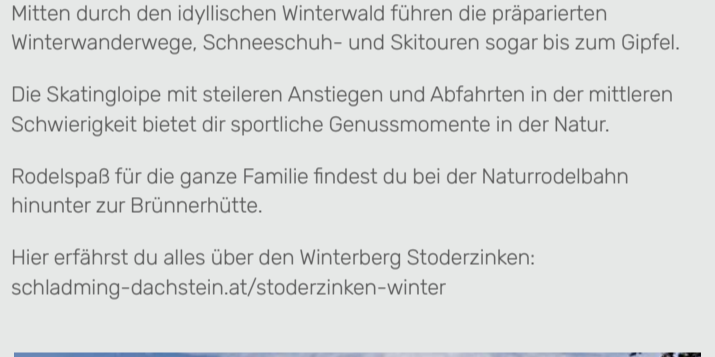 Mitten durch den idyllischen Winterwald führen die präparierten
Winterwanderwege, Schneeschuh- und Skitouren sogar bis zum Gipfel.
Die Skatingloipe mit steileren Anstiegen und Abfahrten in der mittleren
Schwierigkeit bietet dir sportliche Genussmomente in der Natur.
Rodelspaß für die ganze Familie findest du bei der Naturrodelbahn
hinunter zur Brünnerhütte.
Hier erfährst du alles über den Winterberg Stoderzinken:
schladming-dachstein.at/stoderzinken-winter